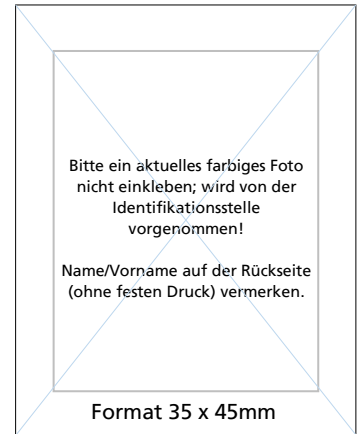 Bitte ein aktuelles farbiges Foto
nicht einkleben; wird von der
Identifikationsstelle
vorgenommen!
Name/Vorname auf der Rückseite
(ohne festen Druck) vermerken.
Format 35 x 45mm